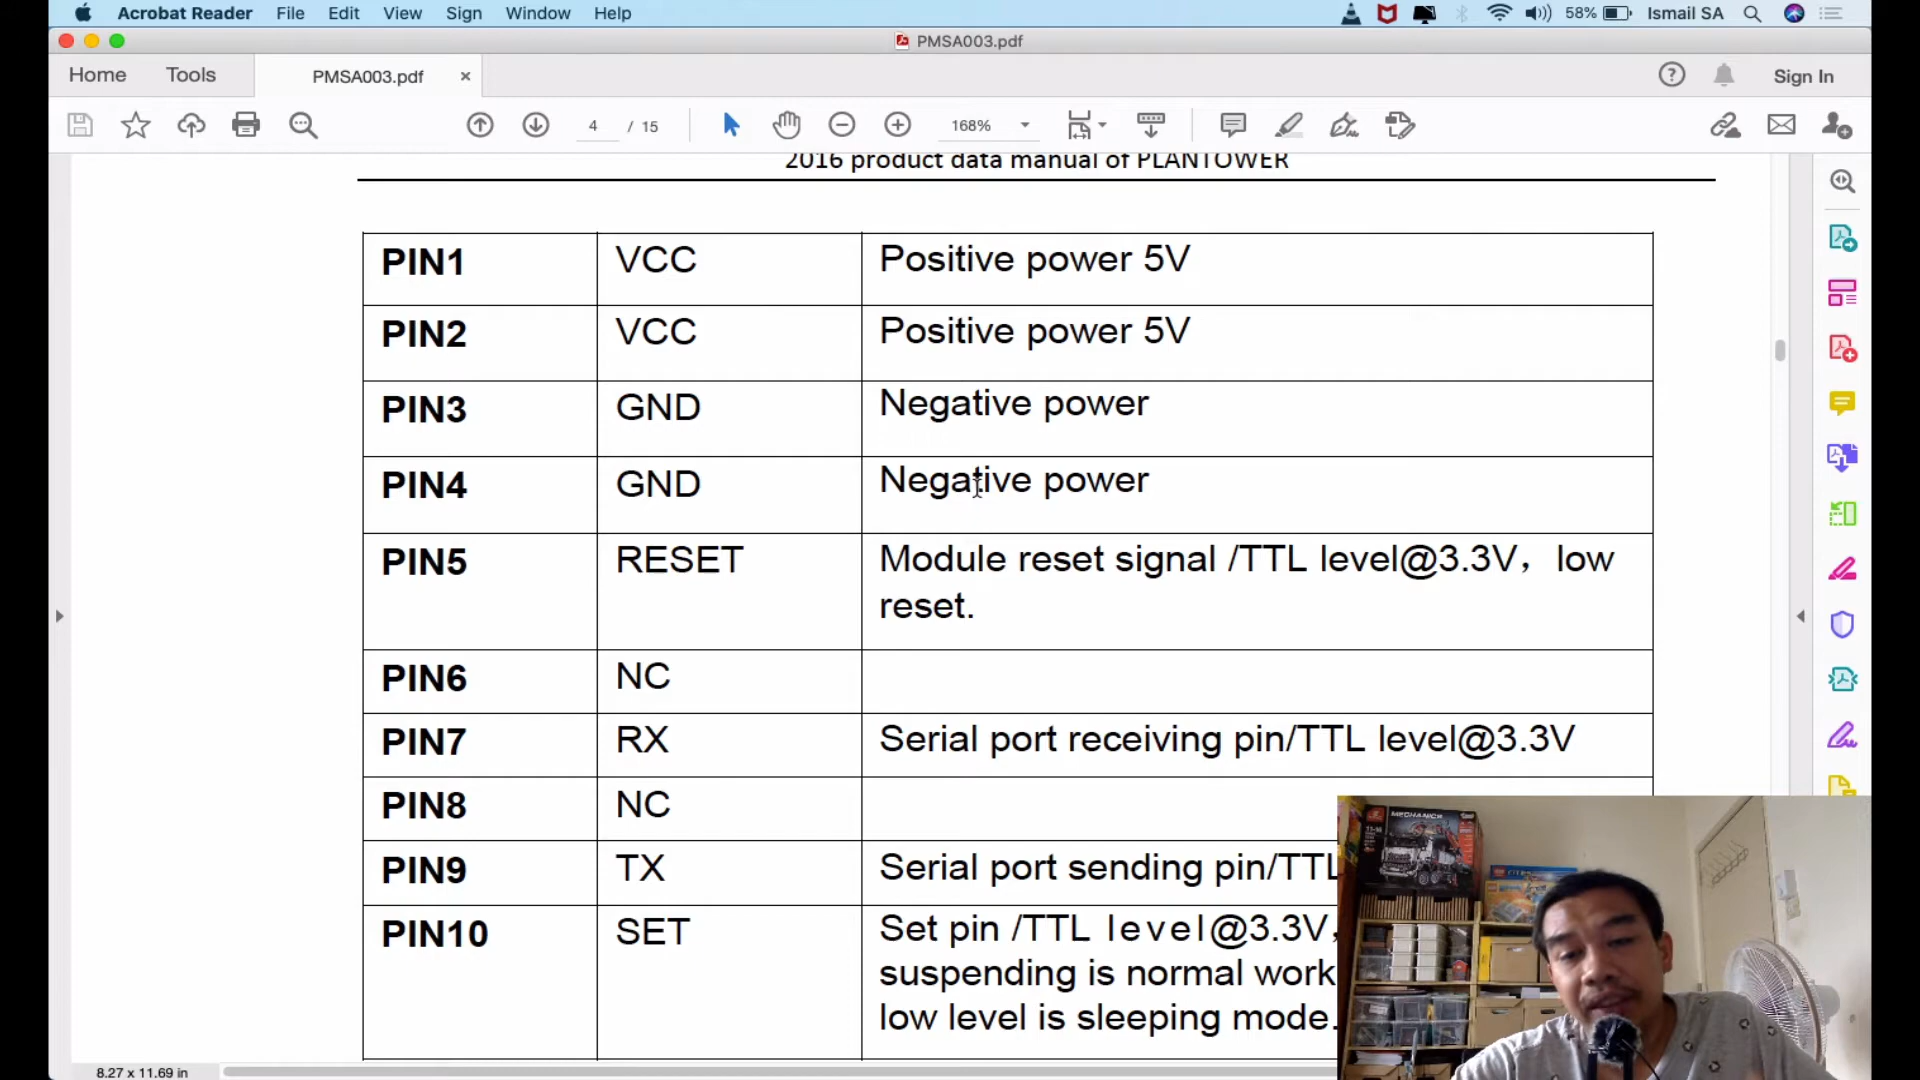 Acrobat Reader File Edit View Sign Window Help 58% Ismail SA
PMSA003.pdf
Home Tools PMSA003.pdf × Sign In
4 / 15 168%
2016 product data manual of PLANTOWER
PIN1 VCC Positive power 5V
PIN2 VCC Positive power 5V
PIN3 GND Negative power
PIN4 GND Negative power
PIN5 RESET Module reset signal /TTL level@3.3V，low
reset.
PIN6 NC
PIN7 RX Serial port receiving pin/TTL level@3.3V
PIN8 NC
PIN9 TX Serial port sending pin/TTL
PIN10 SET Set pin /TTL level@3.3V,
suspending is normal work
low level is sleeping mode.
MECHANICS
8.27 x 11.69 in